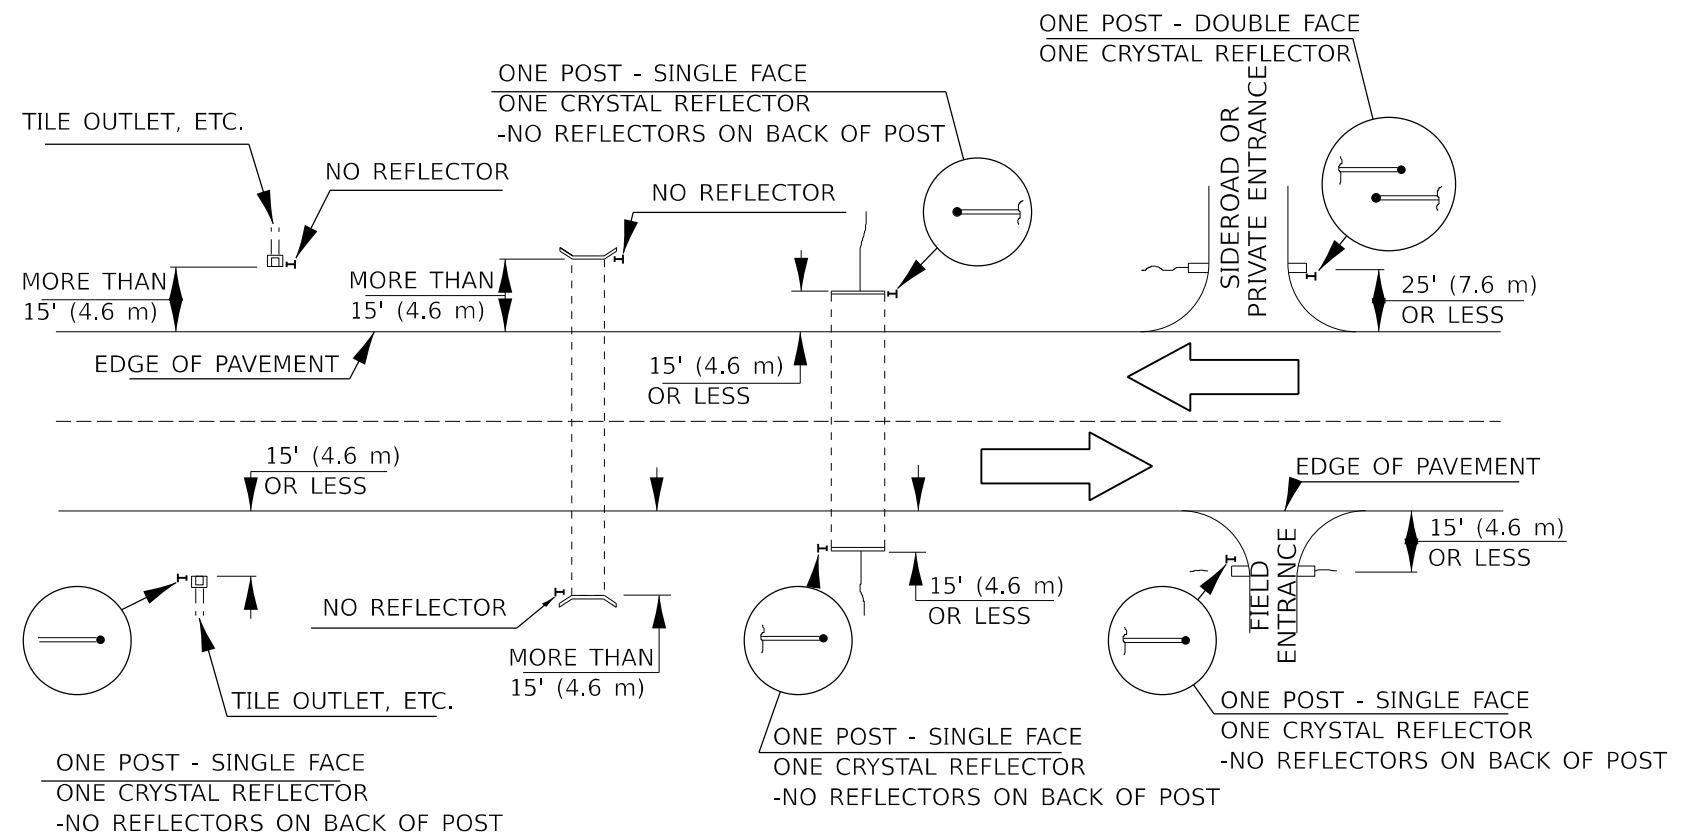 ONE POST - DOUBLE FACE
ONE CRYSTAL REFLECTOR
ONE POST - SINGLE FACE
ONE CRYSTAL REFLECTOR
-NO REFLECTORS ON BACK OF POST
TILE OUTLET, ETC.
NO REFLECTOR
NO REFLECTOR
SIDEROAD OR
PRIVATE ENTRANCE
MORE THAN
15' (4.6 m)
MORE THAN
15' (4.6 m)
25' (7.6 m)
OR LESS
EDGE OF PAVEMENT
15' (4.6 m)
OR LESS
15' (4.6 m)
OR LESS
EDGE OF PAVEMENT
15' (4.6 m)
OR LESS
FIELD
ENTRANCE
NO REFLECTOR
15' (4.6 m)
OR LESS
MORE THAN
15' (4.6 m)
TILE OUTLET, ETC.
ONE POST - SINGLE FACE
ONE CRYSTAL REFLECTOR
-NO REFLECTORS ON BACK OF POST
ONE POST - SINGLE FACE
ONE CRYSTAL REFLECTOR
-NO REFLECTORS ON BACK OF POST
ONE POST - SINGLE FACE
ONE CRYSTAL REFLECTOR
-NO REFLECTORS ON BACK OF POST